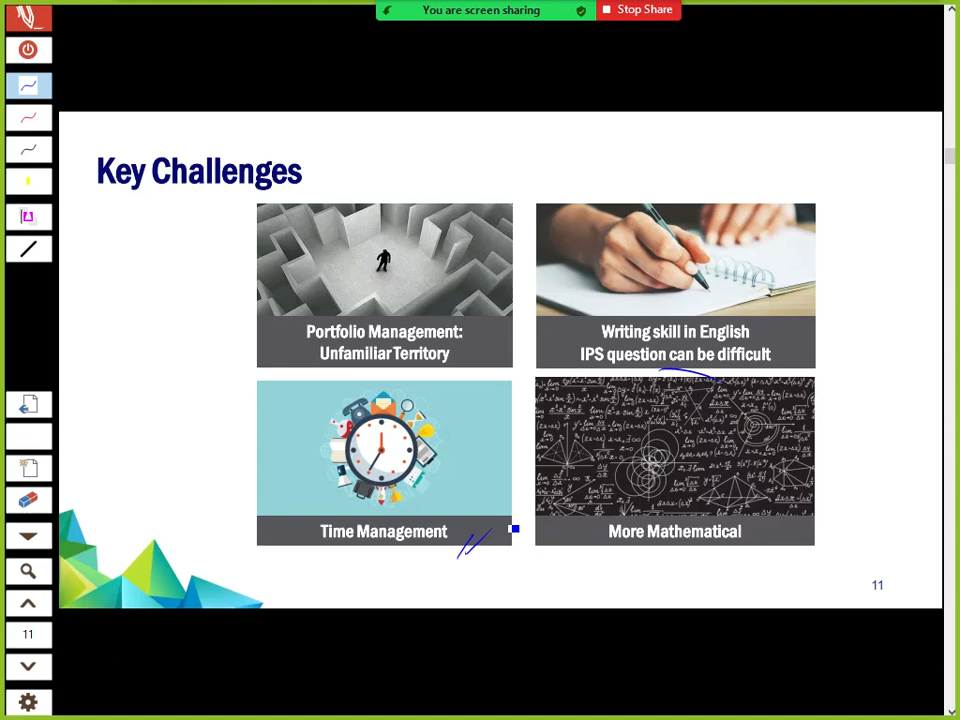 You are screen sharing
Stop Share
Key Challenges
Portfolio Management:
Unfamiliar Territory
Writing skill in English
IPS question can be difficult
Time Management
More Mathematical
11
11